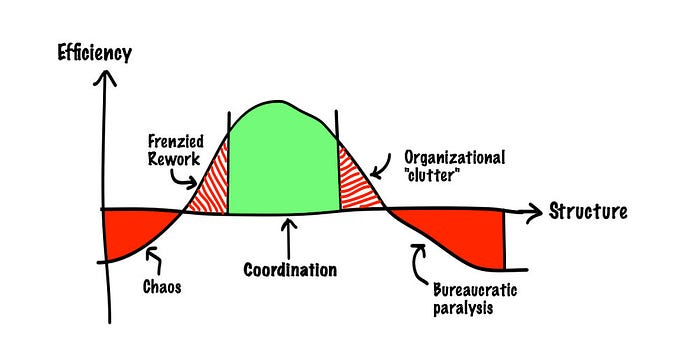 Efficiency
Frenzied
Rework
Organizational
"clutter"
Structure
Coordination
Chaos
Bureaucratic
paralysis